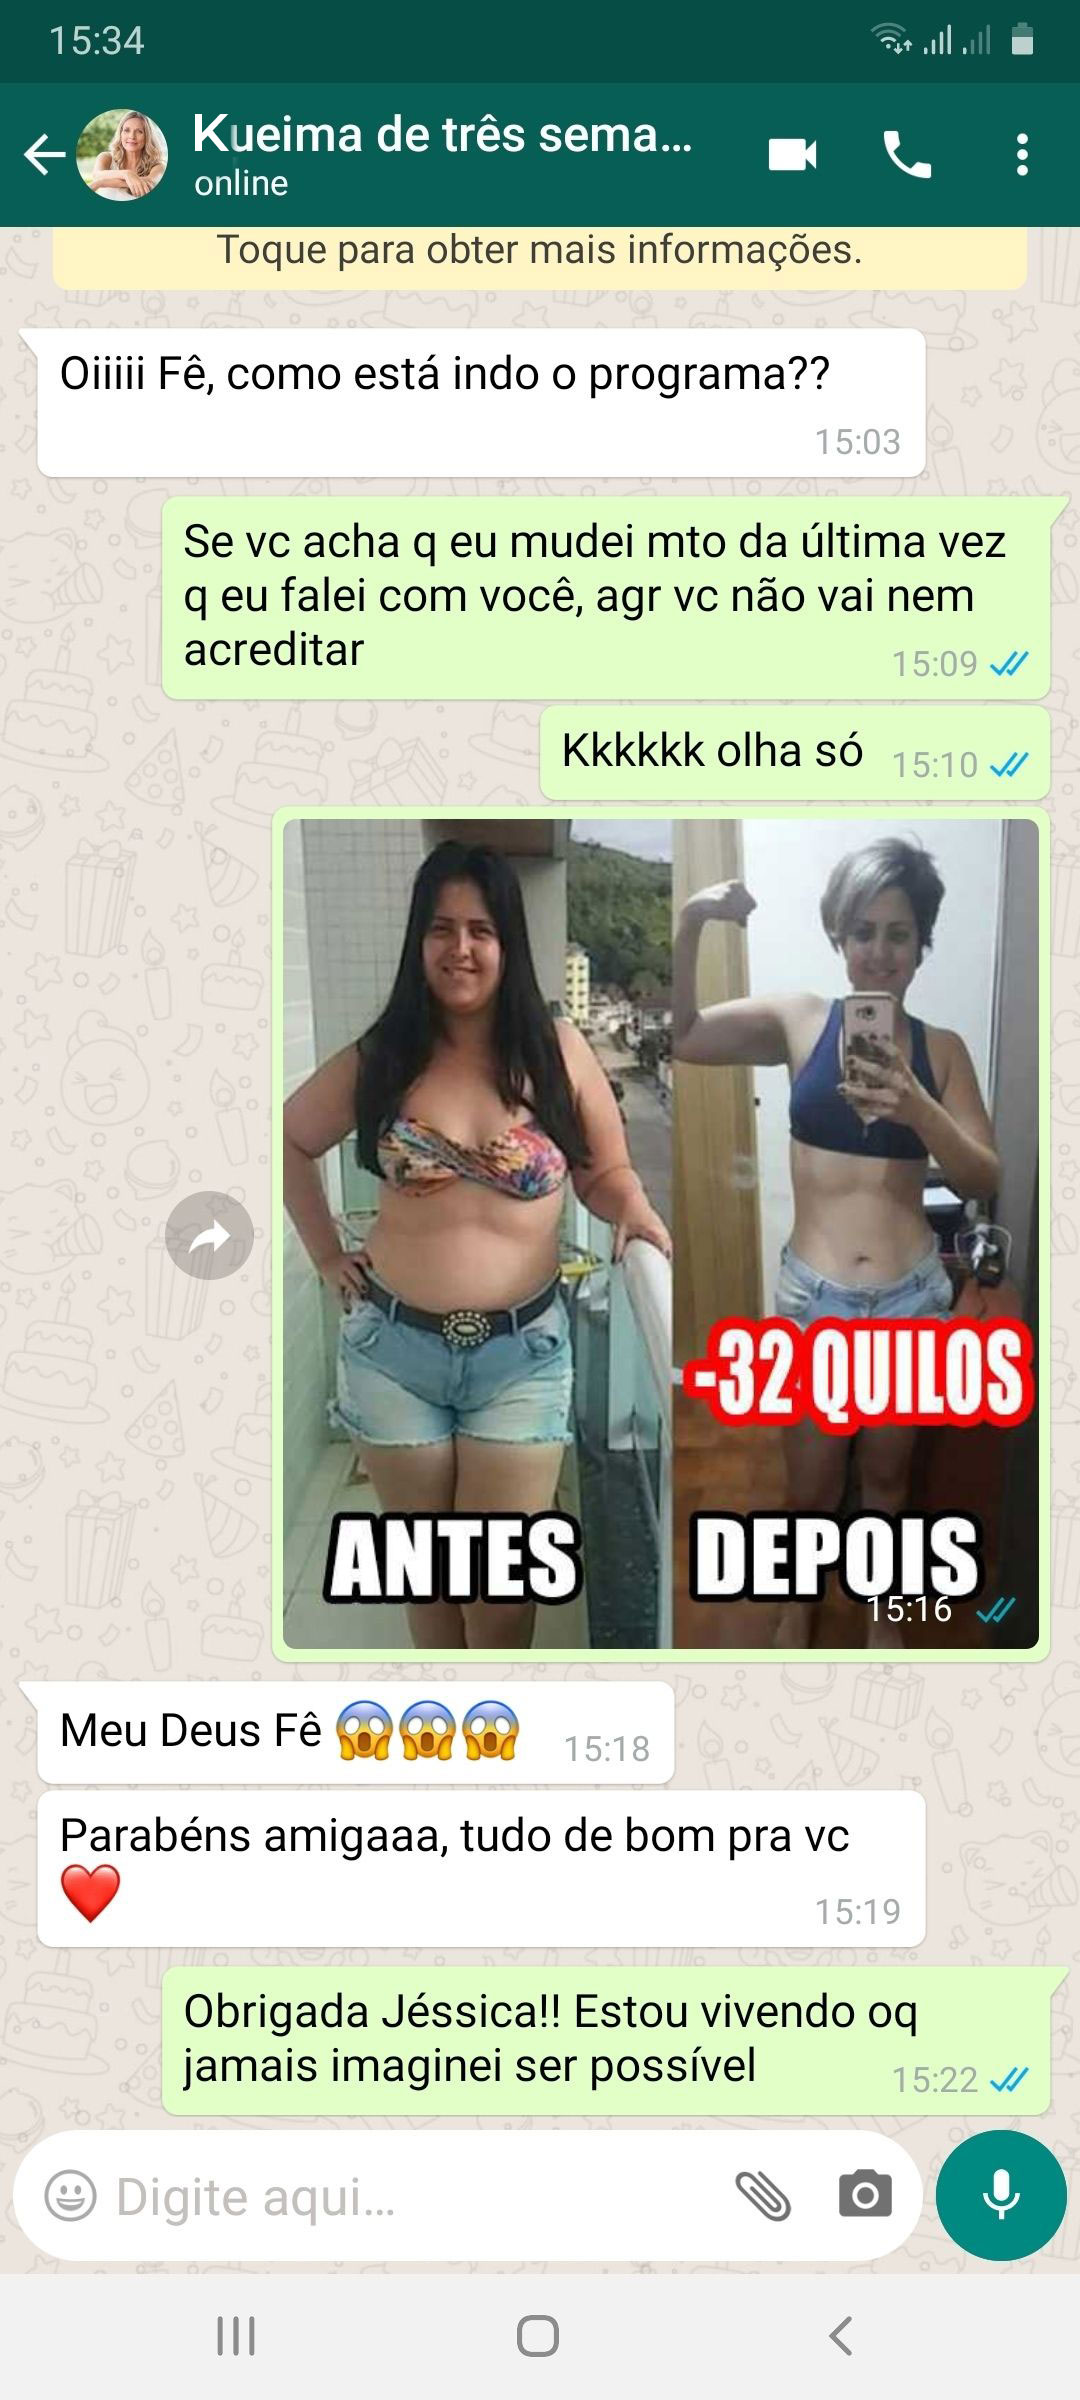 15:34
Kueima de três sema...
online
Toque para obter mais informações.
Oiiiii Fê, como está indo o programa??
15:03
Se vc acha q eu mudei mto da última vez
q eu falei com você, agr vc não vai nem
acreditar
15:09
Kkkkkk olha só
15:10
-32 QUILOS
ANTES
DEPOIS
15:16
Meu Deus Fê 😱😱😱
15:18
Parabéns amigaaa, tudo de bom pra vc
❤️
15:19
Obrigada Jéssica!! Estou vivendo oq
jamais imaginei ser possível
15:22
Digite aqui...